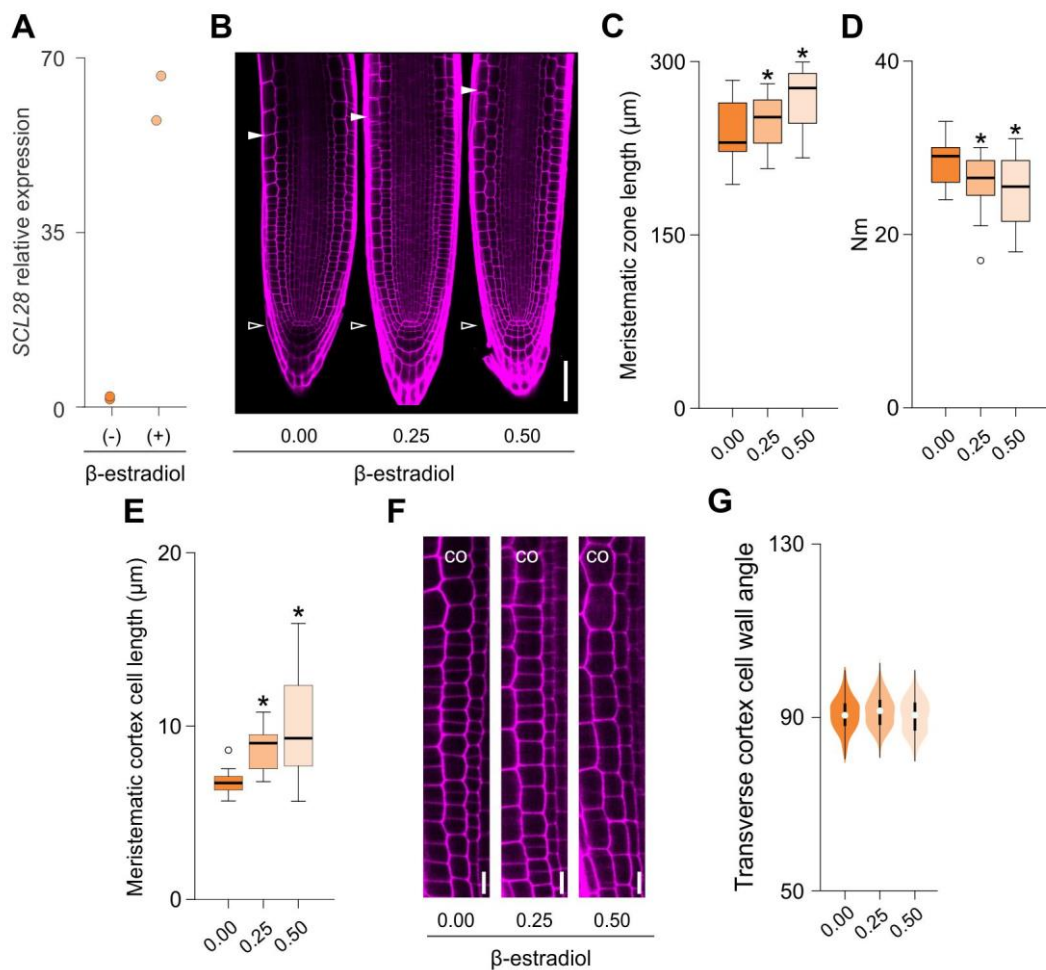 A
SCL28 relative expression
70
35
0
(-)
(+)
β-estradiol
B
0.00
0.25
0.50
β-estradiol
C
Meristematic zone length (μm)
300
150
0
*
*
0.00
0.25
0.50
D
Nm
40
20
0
*
*
0.00
0.25
0.50
E
Meristematic cortex cell length (μm)
20
10
0
*
*
0.00
0.25
0.50
F
co
co
co
0.00
0.25
0.50
β-estradiol
G
Transverse cortex cell wall angle
130
90
50
0.00
0.25
0.50